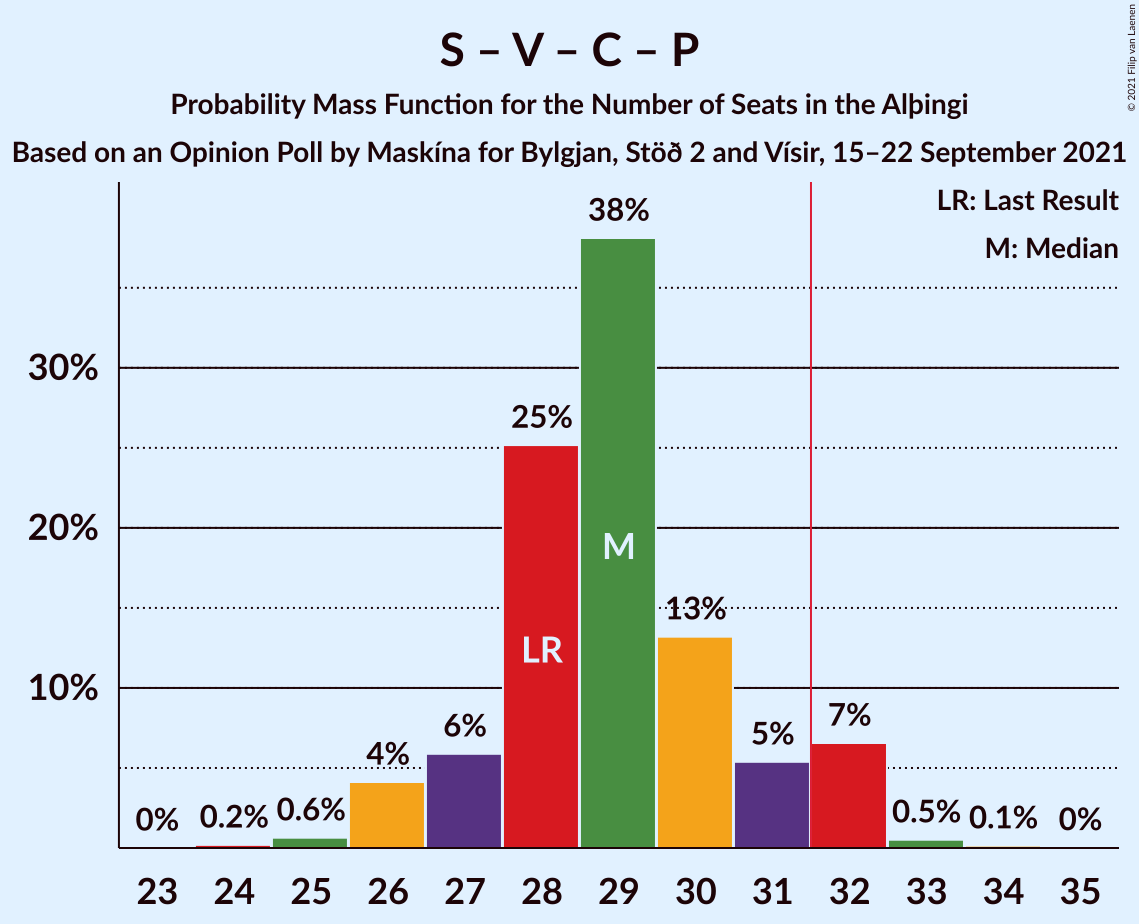 S – V – C – P
Probability Mass Function for the Number of Seats in the Alþingi
Based on an Opinion Poll by Maskína for Bylgjan, Stöð 2 and Vísir, 15–22 September 2021
© 2021 Filip van Laenen
LR: Last Result
M: Median
38%
30%
25%
20%
M
13%
LR
10%
7%
6%
5%
4%
0% 0.2% 0.6% 0.5% 0.1% 0%
23 24 25 26 27 28 29 30 31 32 33 34 35